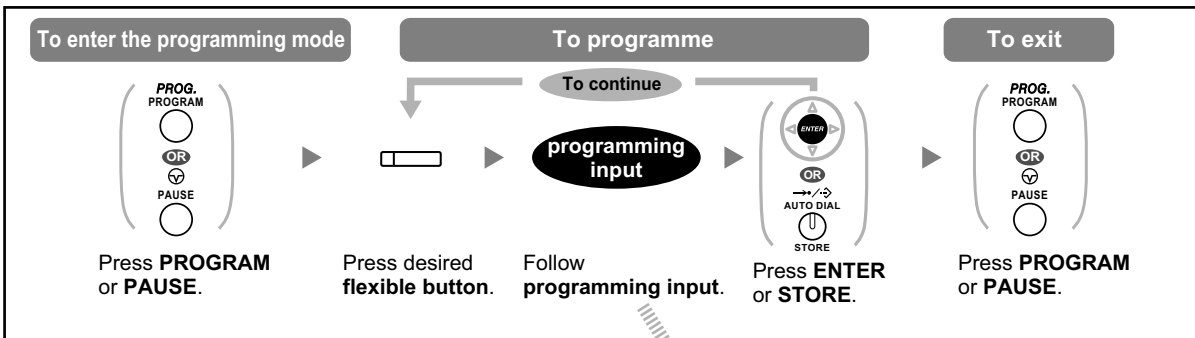 To enter the programming mode
To programme
To exit
To continue
PROG.
PROGRAM
OR
PAUSE
programming
input
ENTER
OR
AUTO DIAL
STORE
PROG.
PROGRAM
OR
PAUSE
Press PROGRAM
or PAUSE.
Press desired
flexible button.
Follow
programming input.
Press ENTER
or STORE.
Press PROGRAM
or PAUSE.